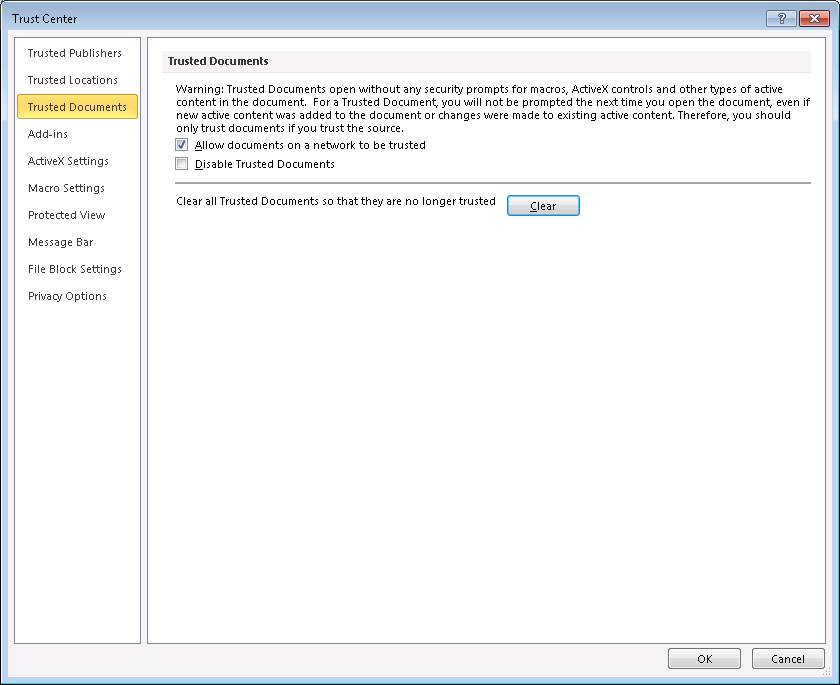 Trust Center
?
Trusted Publishers
Trusted Locations
Trusted Documents
Add-ins
ActiveX Settings
Macro Settings
Protected View
Message Bar
File Block Settings
Privacy Options
Trusted Documents
Warning: Trusted Documents open without any security prompts for macros, ActiveX controls and other types of active
content in the document.  For a Trusted Document, you will not be prompted the next time you open the document, even if
new active content was added to the document or changes were made to existing active content. Therefore, you should
only trust documents if you trust the source.
Allow documents on a network to be trusted
Disable Trusted Documents
Clear all Trusted Documents so that they are no longer trusted
Clear
OK
Cancel